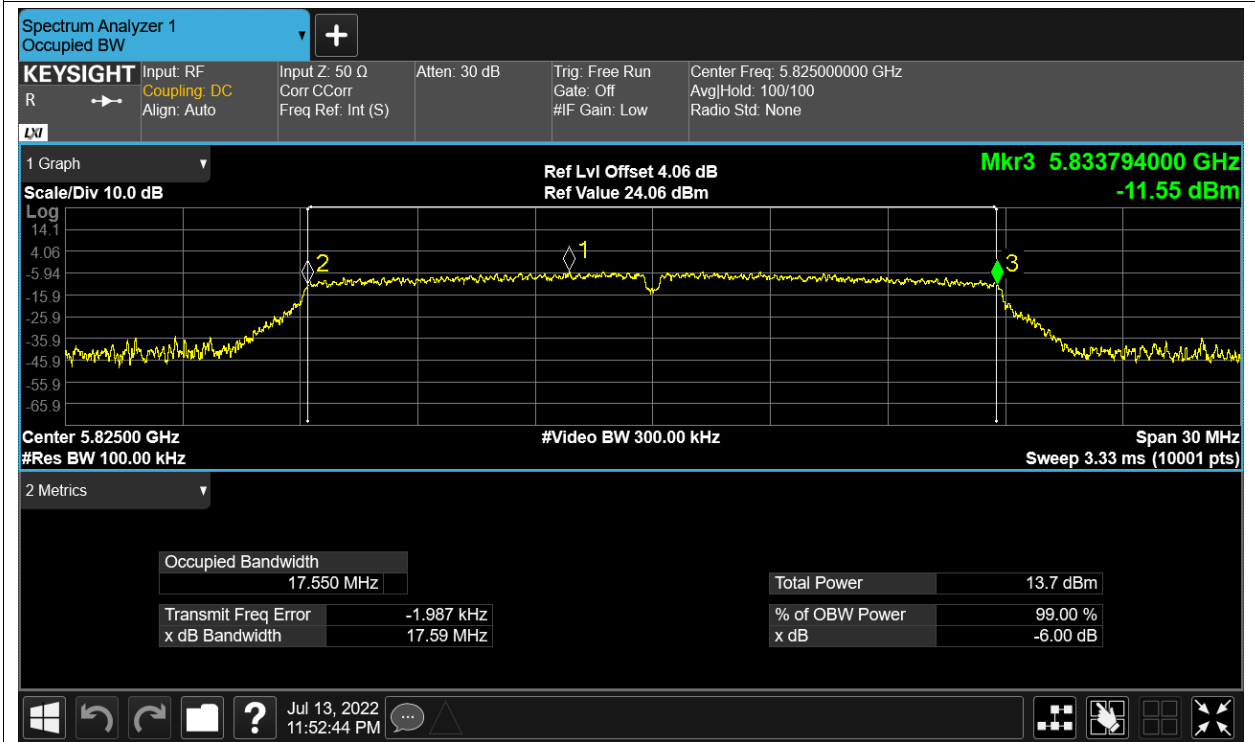 Spectrum Analyzer 1
Occupied BW
KEYSIGHT
R
LXI
Input: RF
Coupling: DC
Align: Auto
Input Z: 50 Ω
Corr CCorr
Freq Ref: Int (S)
Atten: 30 dB
Trig: Free Run
Gate: Off
#IF Gain: Low
Center Freq: 5.825000000 GHz
Avg|Hold: 100/100
Radio Std: None
1 Graph
Scale/Div 10.0 dB
Ref Lvl Offset 4.06 dB
Ref Value 24.06 dBm
Mkr3 5.833794000 GHz
-11.55 dBm
Log
14.1
4.06
-5.94
-15.9
-25.9
-35.9
-45.9
-55.9
-65.9
2
1
3
Center 5.82500 GHz
#Res BW 100.00 kHz
#Video BW 300.00 kHz
Span 30 MHz
Sweep 3.33 ms (10001 pts)
2 Metrics
Occupied Bandwidth
17.550 MHz
Transmit Freq Error -1.987 kHz
x dB Bandwidth 17.59 MHz
Total Power 13.7 dBm
% of OBW Power 99.00 %
x dB -6.00 dB
?
Jul 13, 2022
11:52:44 PM